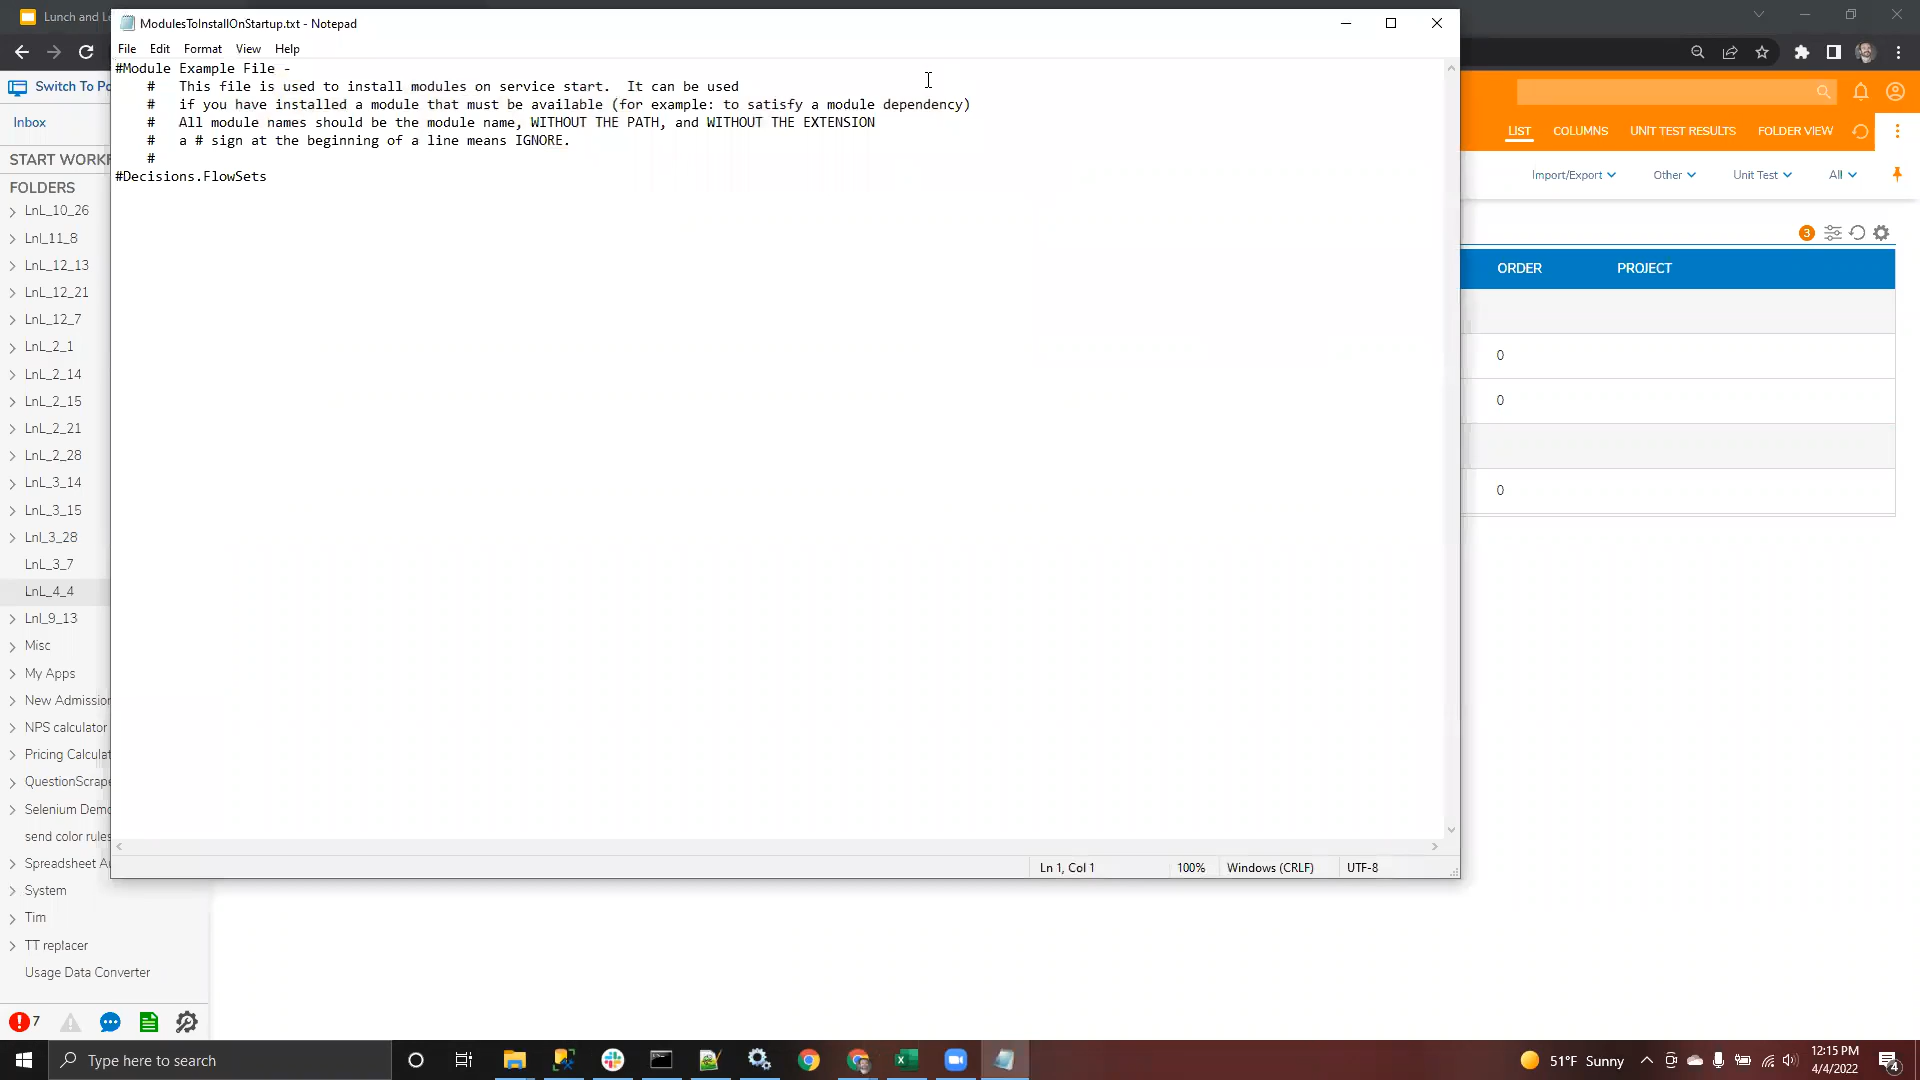 Lunch and Le
ModulesToInstallOnStartup.txt - Notepad
File Edit Format View Help
#Module Example File -
# This file is used to install modules on service start. It can be used
# if you have installed a module that must be available (for example: to satisfy a module dependency)
# All module names should be the module name, WITHOUT THE PATH, and WITHOUT THE EXTENSION
# a # sign at the beginning of a line means IGNORE.
#
#Decisions.FlowSets
Ln 1, Col 1 100% Windows (CRLF) UTF-8
Switch To Po
Inbox
START WORKF
FOLDERS
LnL_10_26
Lnl_11_8
LnL_12_13
LnL_12_21
LnL_12_7
LnL_2_1
LnL_2_14
LnL_2_15
LnL_2_21
LnL_2_28
LnL_3_14
LnL_3_15
Lnl_3_28
LnL_3_7
LnL_4_4
Lnl_9_13
Misc
My Apps
New Admission
NPS calculator
Pricing Calculat
QuestionScrape
Selenium Demo
send color rules
Spreadsheet A
System
Tim
TT replacer
Usage Data Converter
7
LIST COLUMNS UNIT TEST RESULTS FOLDER VIEW
Import/Export Other Unit Test All
3
ORDER PROJECT
0
0
0
Type here to search
51°F Sunny
12:15 PM
4/4/2022
4